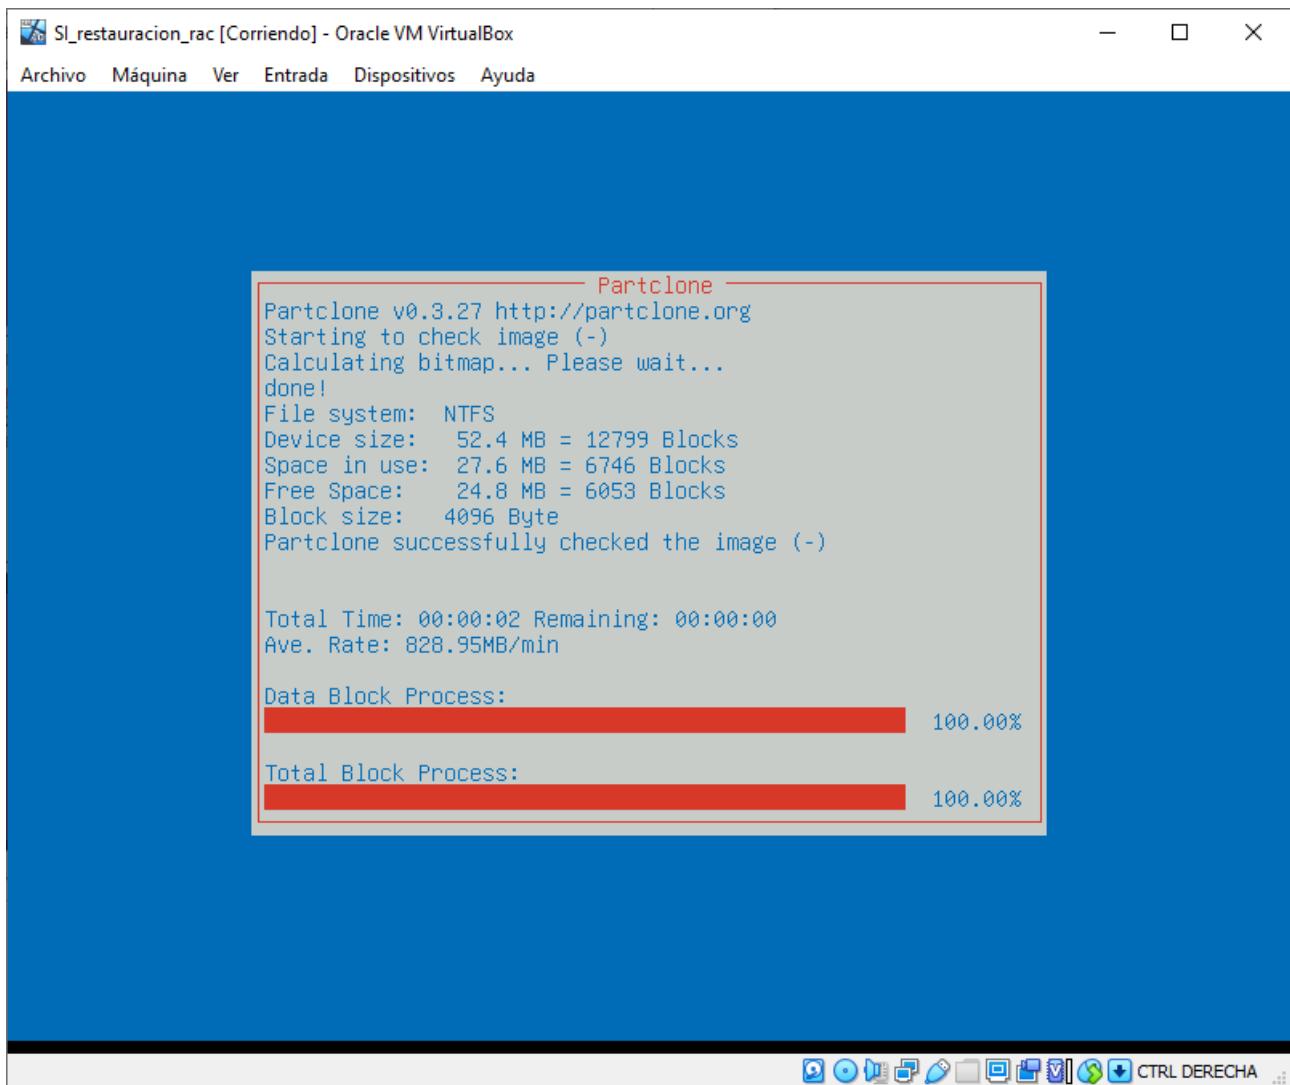 SI_restauracion_rac [Corriendo] - Oracle VM VirtualBox
Archivo Máquina Ver Entrada Dispositivos Ayuda
Partclone
Partclone v0.3.27 http://partclone.org
Starting to check image (-)
Calculating bitmap... Please wait...
done!
File system: NTFS
Device size: 52.4 MB = 12799 Blocks
Space in use: 27.6 MB = 6746 Blocks
Free Space: 24.8 MB = 6053 Blocks
Block size: 4096 Byte
Partclone successfully checked the image (-)
Total Time: 00:00:02 Remaining: 00:00:00
Ave. Rate: 828.95MB/min
Data Block Process:
100.00%
Total Block Process:
100.00%
CTRL DERECHA